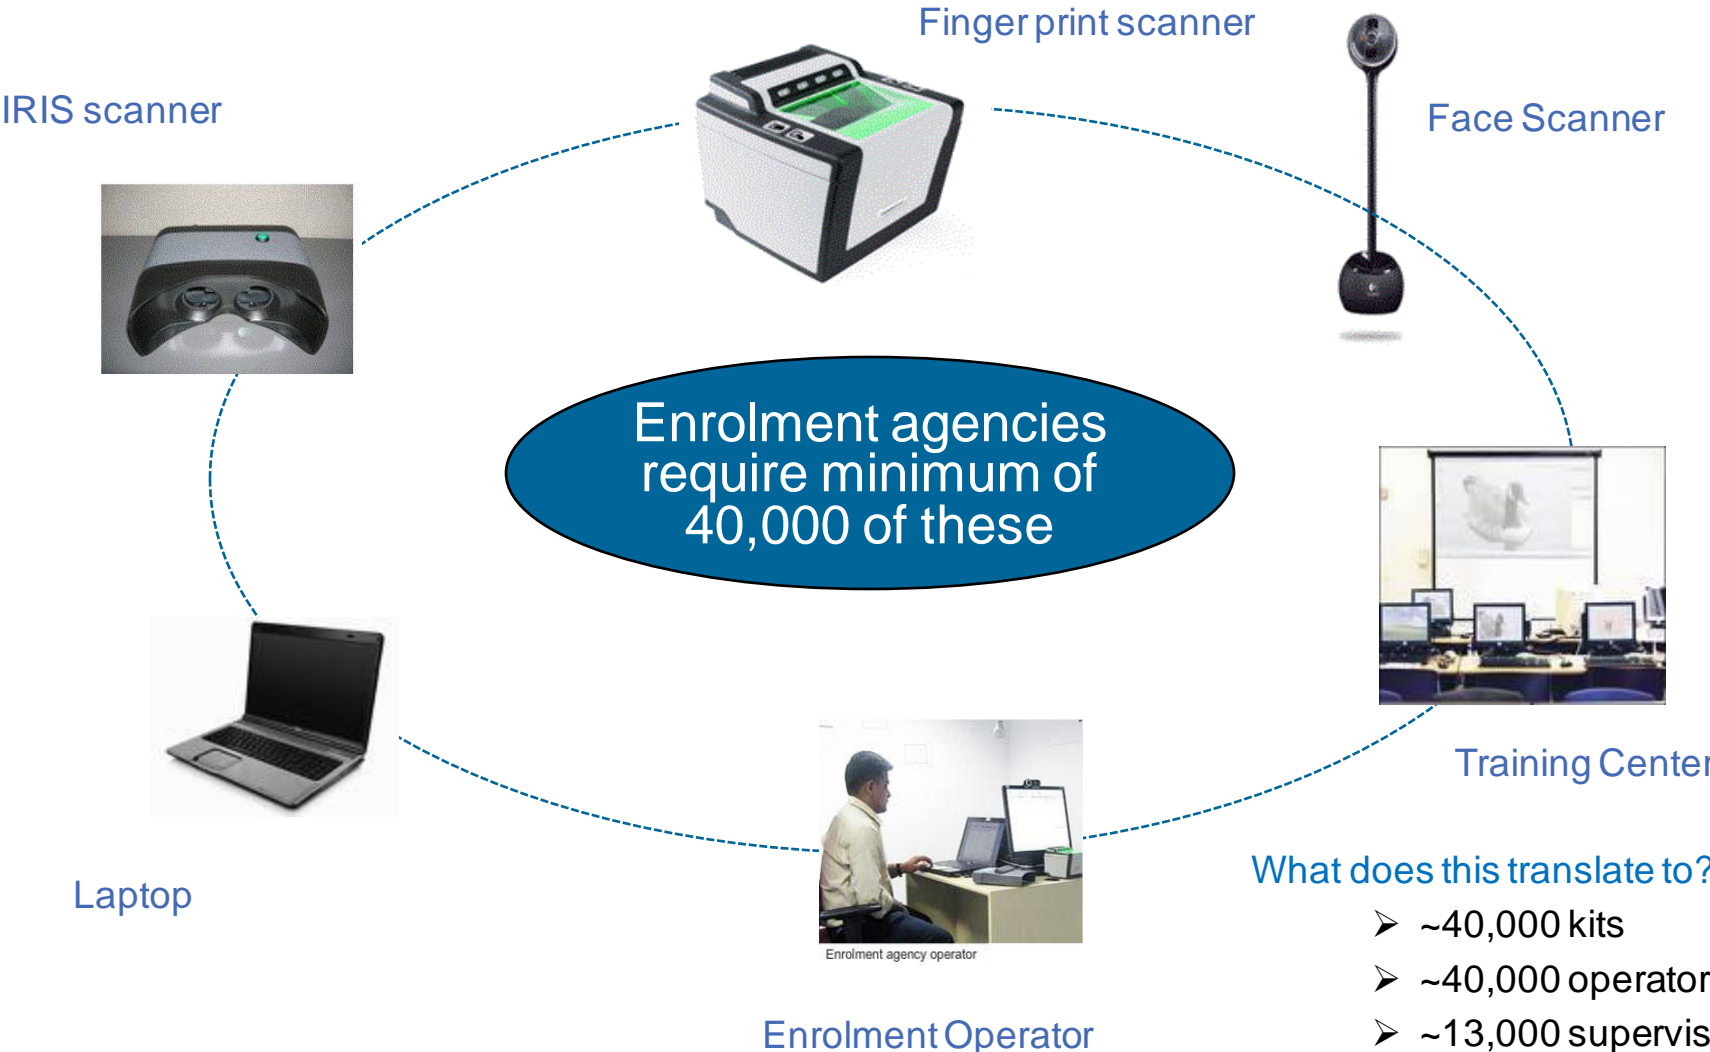 Finger print scanner
IRIS scanner
Face Scanner
Enrolment agencies
require minimum of
40,000 of these
Training Center
Laptop
Enrolment agency operator
Enrolment Operator
What does this translate to?
➢ ~40,000 kits
➢ ~40,000 operator
➢ ~13,000 supervis